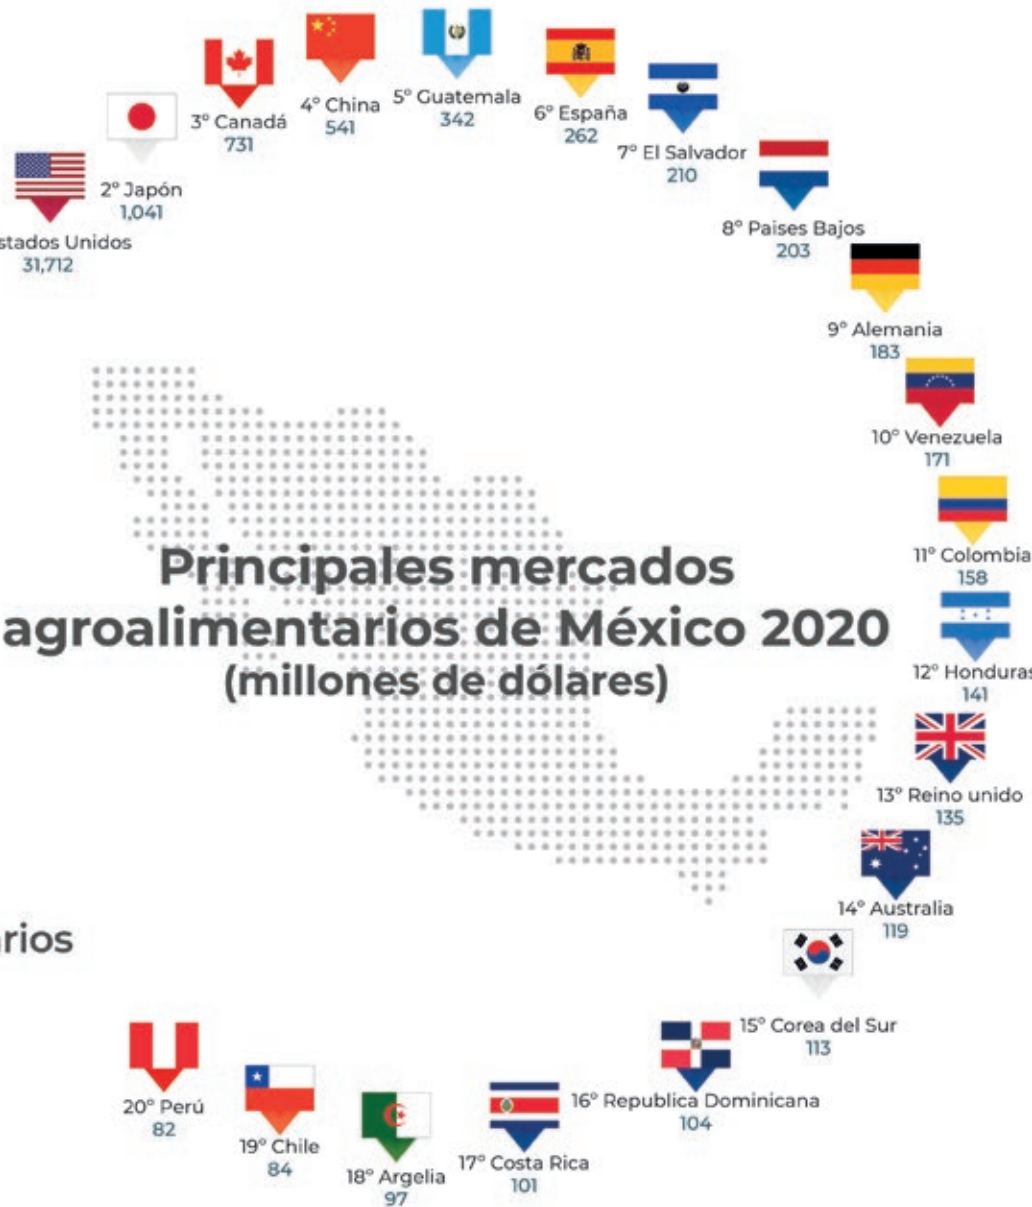 stados Unidos
31,712
2° Japón
1,041
3° Canadá
731
4° China
541
5° Guatemala
342
6° España
262
7° El Salvador
210
8° Paises Bajos
203
9° Alemania
183
10° Venezuela
171
11° Colombia
158
12° Honduras
141
13° Reino unido
135
14° Australia
119
15° Corea del Sur
113
16° Republica Dominicana
104
17° Costa Rica
101
18° Argelia
97
19° Chile
84
20° Perú
82
Principales mercados
agroalimentarios de México 2020
(millones de dólares)
rios